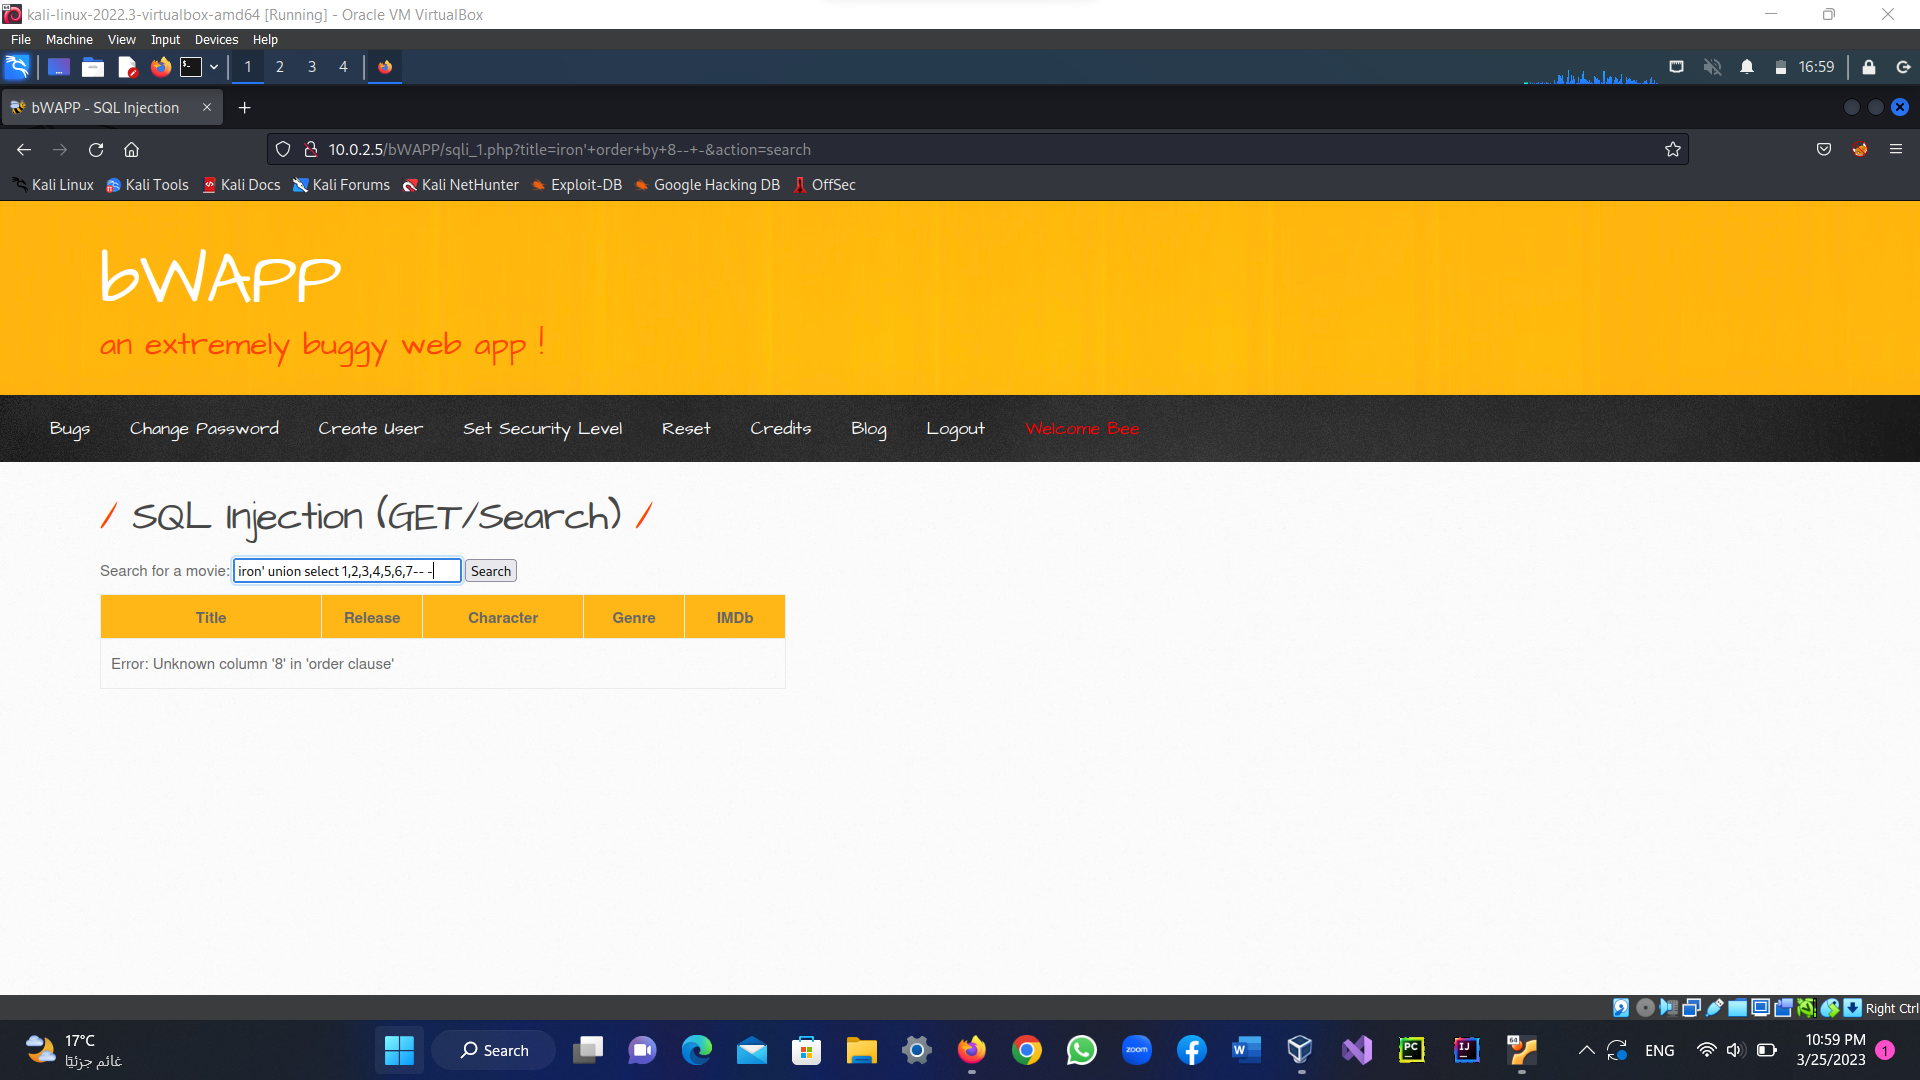 kali-linux-2022.3-virtualbox-amd64 [Running] - Oracle VM VirtualBox
File Machine View Input Devices Help
1 2 3 4 16:59
bWAPP - SQL Injection
10.0.2.5/bWAPP/sqli_1.php?title=iron'+order+by+8--+-&action=search
Kali Linux Kali Tools Kali Docs Kali Forums Kali NetHunter Exploit-DB Google Hacking DB OffSec
bWAPP
an extremely buggy web app !
Bugs Change Password Create User Set Security Level Reset Credits Blog Logout Welcome Bee
/ SQL Injection (GET/Search) /
Search for a movie: iron' union select 1,2,3,4,5,6,7-- - Search
Title Release Character Genre IMDb
Error: Unknown column '8' in 'order clause'
Right Ctrl
17°C
غائم جزئيًا
Search
zoom
ENG
10:59 PM
3/25/2023
1